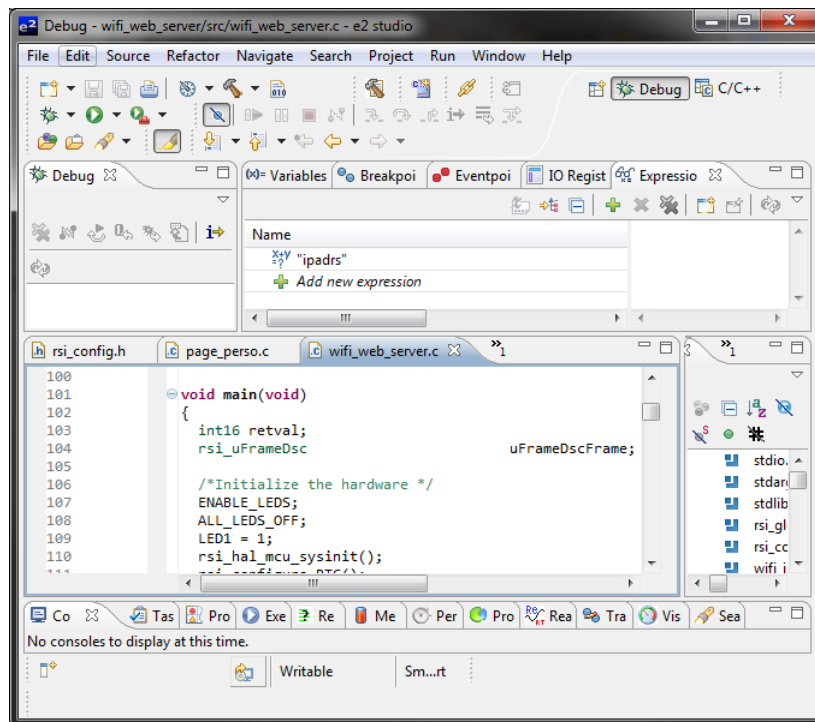 Debug - wifi_web_server/src/wifi_web_server.c - e2 studio
File Edit Source Refactor Navigate Search Project Run Window Help
Debug C/C++
Debug
(x)= Variables Breakpoi Eventpoi IO Regist Expressio
Name
"ipadrs"
Add new expression
rsi_config.h page_perso.c wifi_web_server.c »1
»1
100
101 void main(void)
102 {
103 int16 retval;
104 rsi_uFrameDsc uFrameDscFrame;
105
106 /*Initialize the hardware */
107 ENABLE_LEDS;
108 ALL_LEDS_OFF;
109 LED1 = 1;
110 rsi_hal_mcu_sysinit();
stdio.
stdar
stdlib
rsi_gl
rsi_cc
wifi_i
Co Tas Pro Exe Re Me Per Pro Rea Tra Vis Sea
No consoles to display at this time.
Writable Sm...rt